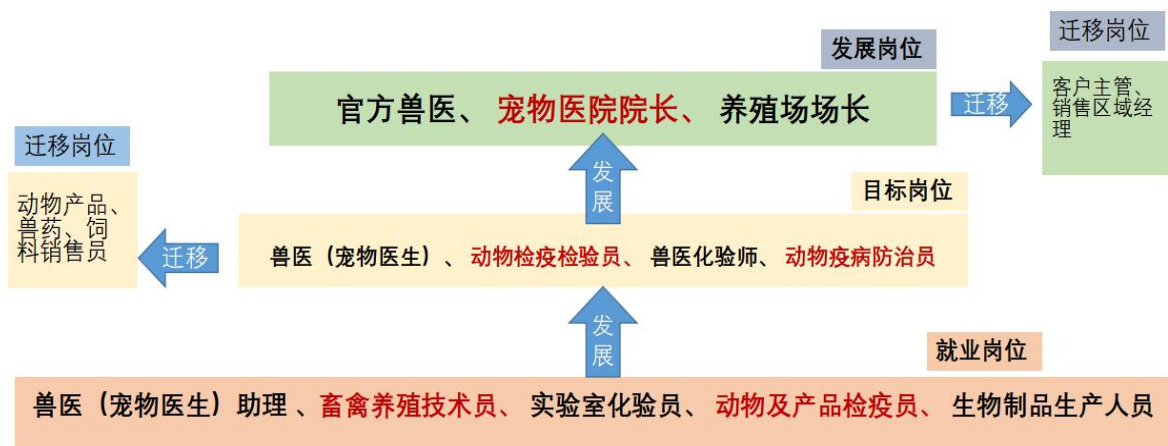 迁移岗位
发展岗位
官方兽医、宠物医院院长、养殖场场长
迁移
客户主管、
销售区域经
理
迁移岗位
动物产品、
兽药、饲
料销售员
迁移
发
展
目标岗位
兽医（宠物医生）、动物检疫检验员、兽医化验师、动物疫病防治员
发
展
就业岗位
兽医（宠物医生）助理 、畜禽养殖技术员、实验室化验员、动物及产品检疫员、生物制品生产人员